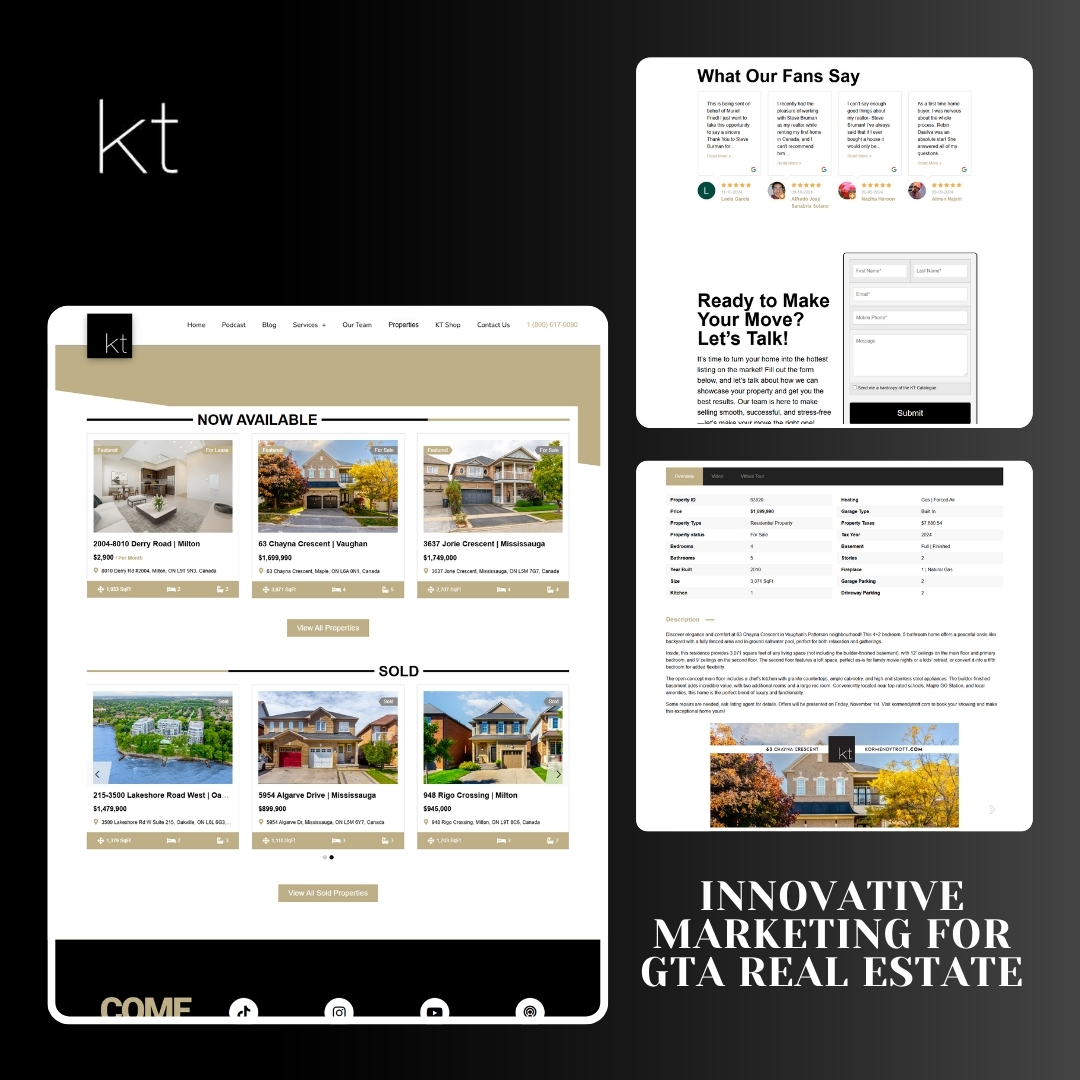 kt
kt
Home
Podcast
Blog
Services +
Our Team
Properties
KT Shop
Contact Us
1 (800) 617-0090
NOW AVAILABLE
Featured
For Lease
2004-8010 Derry Road | Milton
$2,900 / Per Month
8010 Derry Rd #2004, Milton, ON L9T 9N3, Canada
2
2
Featured
For Sale
63 Chayna Crescent | Vaughan
$1,699,990
63 Chayna Crescent, Maple, ON L6A 0N1, Canada
3,071 SqFt
4
5
Featured
For Sale
3637 Jorie Crescent | Mississauga
$1,749,000
3637 Jorie Crescent, Mississauga, ON L5M 7G7, Canada
2,707 SqFt
4
4
View All Properties
SOLD
Sold
215-3500 Lakeshore Road West | Oa...
$1,479,900
3500 Lakeshore Rd W Suite 215, Oakville, ON L6L 6G3,...
1,379 SqFt
3
2
Sold
5954 Algarve Drive | Mississauga
$899,900
5954 Algarve Dr, Mississauga, ON L5M 6Y7, Canada
3
3
Sold
948 Rigo Crossing | Milton
$945,000
948 Rigo Crossing, Milton, ON L9T 0C6, Canada
3
2
View All Sold Properties
COME
What Our Fans Say
This is being sent on
behalf of Muriel
Fried! I just want to
take this opportunity
to say a sincere
Thank You to Steve
Burman for...
Read More »
G
L
Leela Garcia
I recently had the
pleasure of working
with Steve Bruman
as my realtor while
renting my first home
in Canada, and I
can't recommend
him...
Read More »
G
Alfredo José
Sanabria Solano
I can't say enough
good things about
my realtor- Steve
Bruman! I've always
said that if I ever
bought a house it
would only be...
Read More »
G
Naqiha Haroon
As a first time home
buyer, I was nervous
about the whole
process. Robin
Dasilva was an
absolute star! She
answered all of my
questions...
Read More »
G
Aiman Najam
Ready to Make
Your Move?
Let's Talk!
It's time to turn your home into the hottest
listing on the market! Fill out the form
below, and let's talk about how we can
showcase your property and get you the
best results. Our team is here to make
selling smooth, successful, and stress-free
—let's make your move the right one!
First Name*
Last Name*
Email*
Mobile Phone*
Message
Send me a hardcopy of the KT Catalogue
Submit
Overview
Video
Virtual Tour
Property ID
Price
$1,699,990
Property Type
Residential Property
Property status
For Sale
Bedrooms
4
Bathrooms
5
Year Built
2010
Size
3,071 SqFt
Kitchen
1
Heating
Gas | Forced Air
Garage Type
Built In
Property Taxes
$7,680.54
Tax Year
2024
Basement
Full | Finished
Stories
2
Fireplace
1 | Natural Gas
Garage Parking
2
Driveway Parking
2
Description
Discover elegance and comfort at 63 Chayna Crescent in Vaughan's Patterson neighbourhood! This 4+2 bedroom, 5 bathroom home offers a peaceful oasis-like
backyard with a fully fenced area and in-ground saltwater pool, perfect for both relaxation and gatherings.
Inside, this residence provides 3,071 square feet of airy living space (not including the builder-finished basement), with 12' ceilings on the main floor and primary
bedroom, and 9' ceilings on the second floor. The second floor features a loft space, perfect as-is for family movie nights or a kids' retreat, or convert it into a fifth
bedroom for added flexibility.
The open-concept main floor includes a chef's kitchen with granite countertops, ample cabinetry, and high-end stainless steel appliances. The builder-finished
basement adds incredible value, with two additional rooms and a large rec room. Conveniently located near top-rated schools, Maple GO Station, and local
amenities, this home is the perfect blend of luxury and functionality.
Some repairs are needed, ask listing agent for details. Offers will be presented on Friday, November 1st. Visit kormendytrott.com to book your showing and make
this exceptional home yours!
63 CHAYNA CRESCENT
kt
KORMENDYTROTT.COM
INNOVATIVE
MARKETING FOR
GTA REAL ESTATE